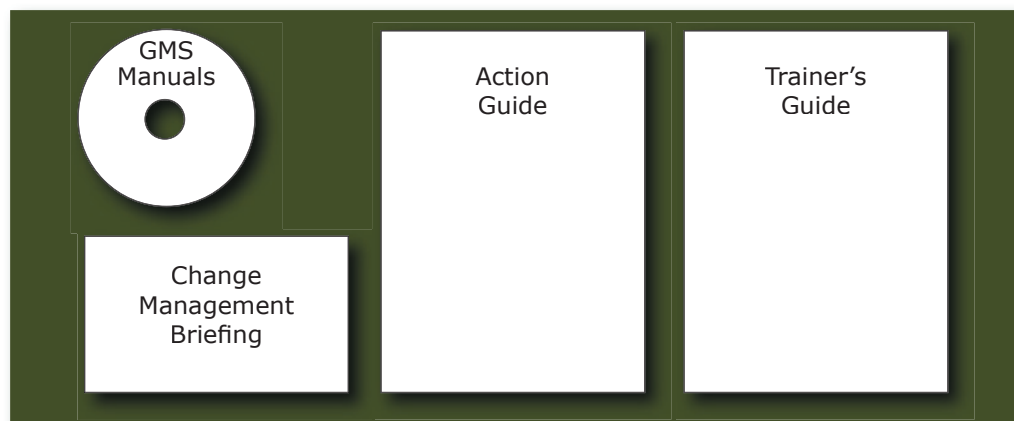 GMS
Manuals
Change
Management
Briefing
Action
Guide
Trainer’s
Guide